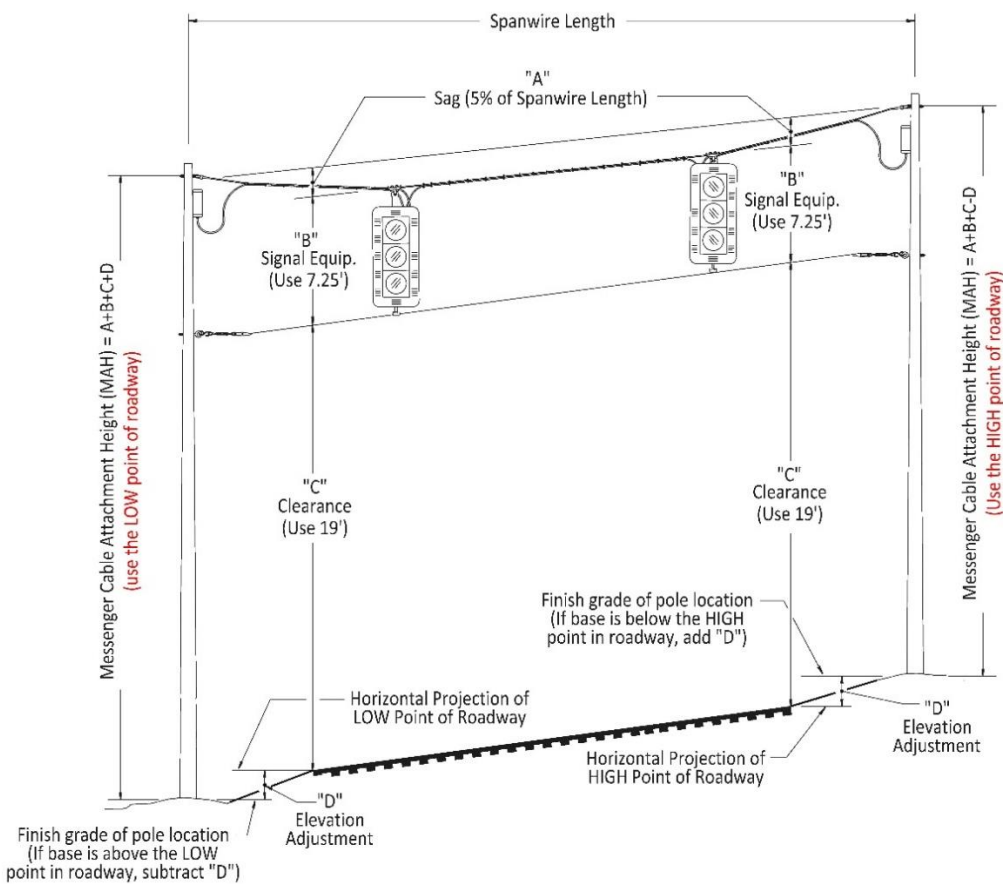 Spanwire Length
"A"
Sag (5% of Spanwire Length)
"B"
Signal Equip.
(Use 7.25')
"B"
Signal Equip.
(Use 7.25')
Messenger Cable Attachment Height (MAH) = A+B+C+D
(use the LOW point of roadway)
Messenger Cable Attachment Height (MAH) = A+B+C-D
(Use the HIGH point of roadway)
"C"
Clearance
(Use 19')
"C"
Clearance
(Use 19')
Finish grade of pole location
(If base is below the HIGH
point in roadway, add "D")
Horizontal Projection of
LOW Point of Roadway
"D"
Elevation
Adjustment
Horizontal Projection of
HIGH Point of Roadway
"D"
Elevation
Adjustment
Finish grade of pole location
(If base is above the LOW
point in roadway, subtract "D")